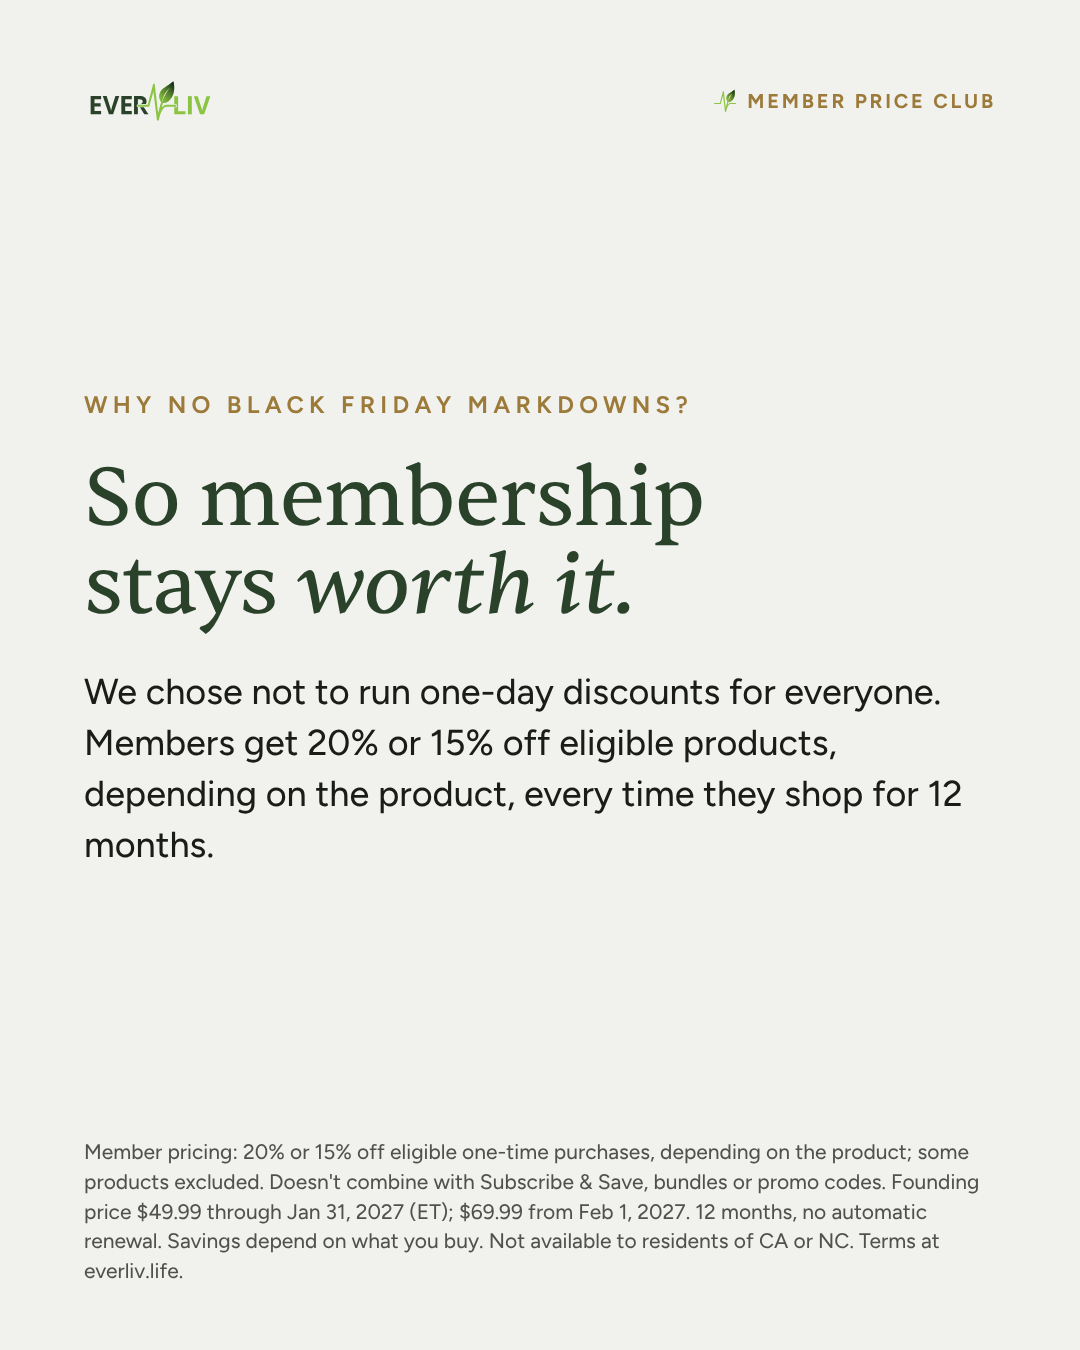 EVERLIV
MEMBER PRICE CLUB
WHY NO BLACK FRIDAY MARKDOWNS?
So membership
stays worth it.
We chose not to run one-day discounts for everyone.
Members get 20% or 15% off eligible products,
depending on the product, every time they shop for 12
months.
Member pricing: 20% or 15% off eligible one-time purchases, depending on the product; some
products excluded. Doesn't combine with Subscribe & Save, bundles or promo codes. Founding
price $49.99 through Jan 31, 2027 (ET); $69.99 from Feb 1, 2027. 12 months, no automatic
renewal. Savings depend on what you buy. Not available to residents of CA or NC. Terms at
everliv.life.